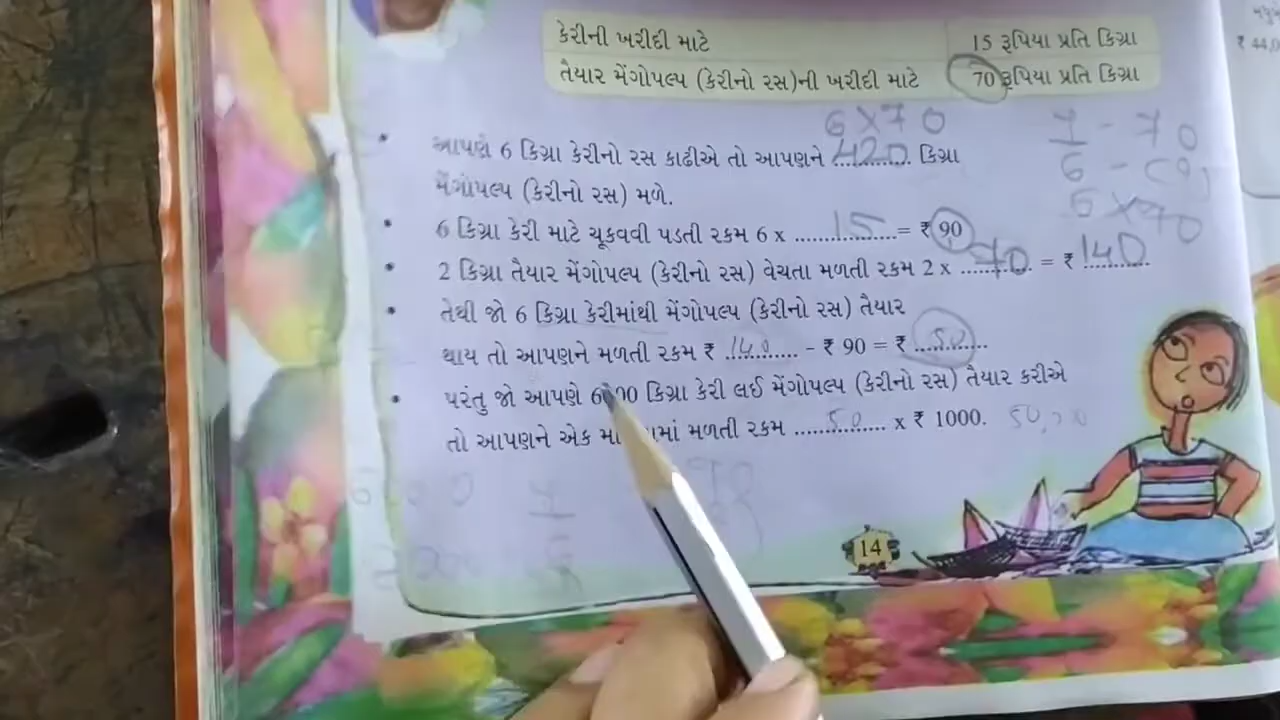 કેરીની ખરીદી માટે 15 રૂપિયા પ્રતિ કિગ્રા
તૈયાર મેંગોપલ્પ (કેરીનો રસ)ની ખરીદી માટે 70 રૂપિયા પ્રતિ કિગ્રા
6 x 70
7 - 70
આપણે 6 કિગ્રા કેરીનો રસ કાઢીએ તો આપણને 420 કિગ્રા
મેંગોપલ્પ (કેરીનો રસ) મળે.
6 કિગ્રા કેરી માટે ચૂકવવી પડતી રકમ 6 x 15 = ₹ 90
2 કિગ્રા તૈયાર મેંગોપલ્પ (કેરીનો રસ) વેચતા મળતી રકમ 2 x 70 = ₹ 140
તેથી જો 6 કિગ્રા કેરીમાંથી મેંગોપલ્પ (કેરીનો રસ) તૈયાર
થાય તો આપણને મળતી રકમ ₹ 140 - ₹ 90 = ₹ 50
પરંતુ જો આપણે કિગ્રા કેરી લઈ મેંગોપલ્પ (કેરીનો રસ) તૈયાર કરીએ
તો આપણને એક મળતી રકમ 50 x ₹ 1000.
14